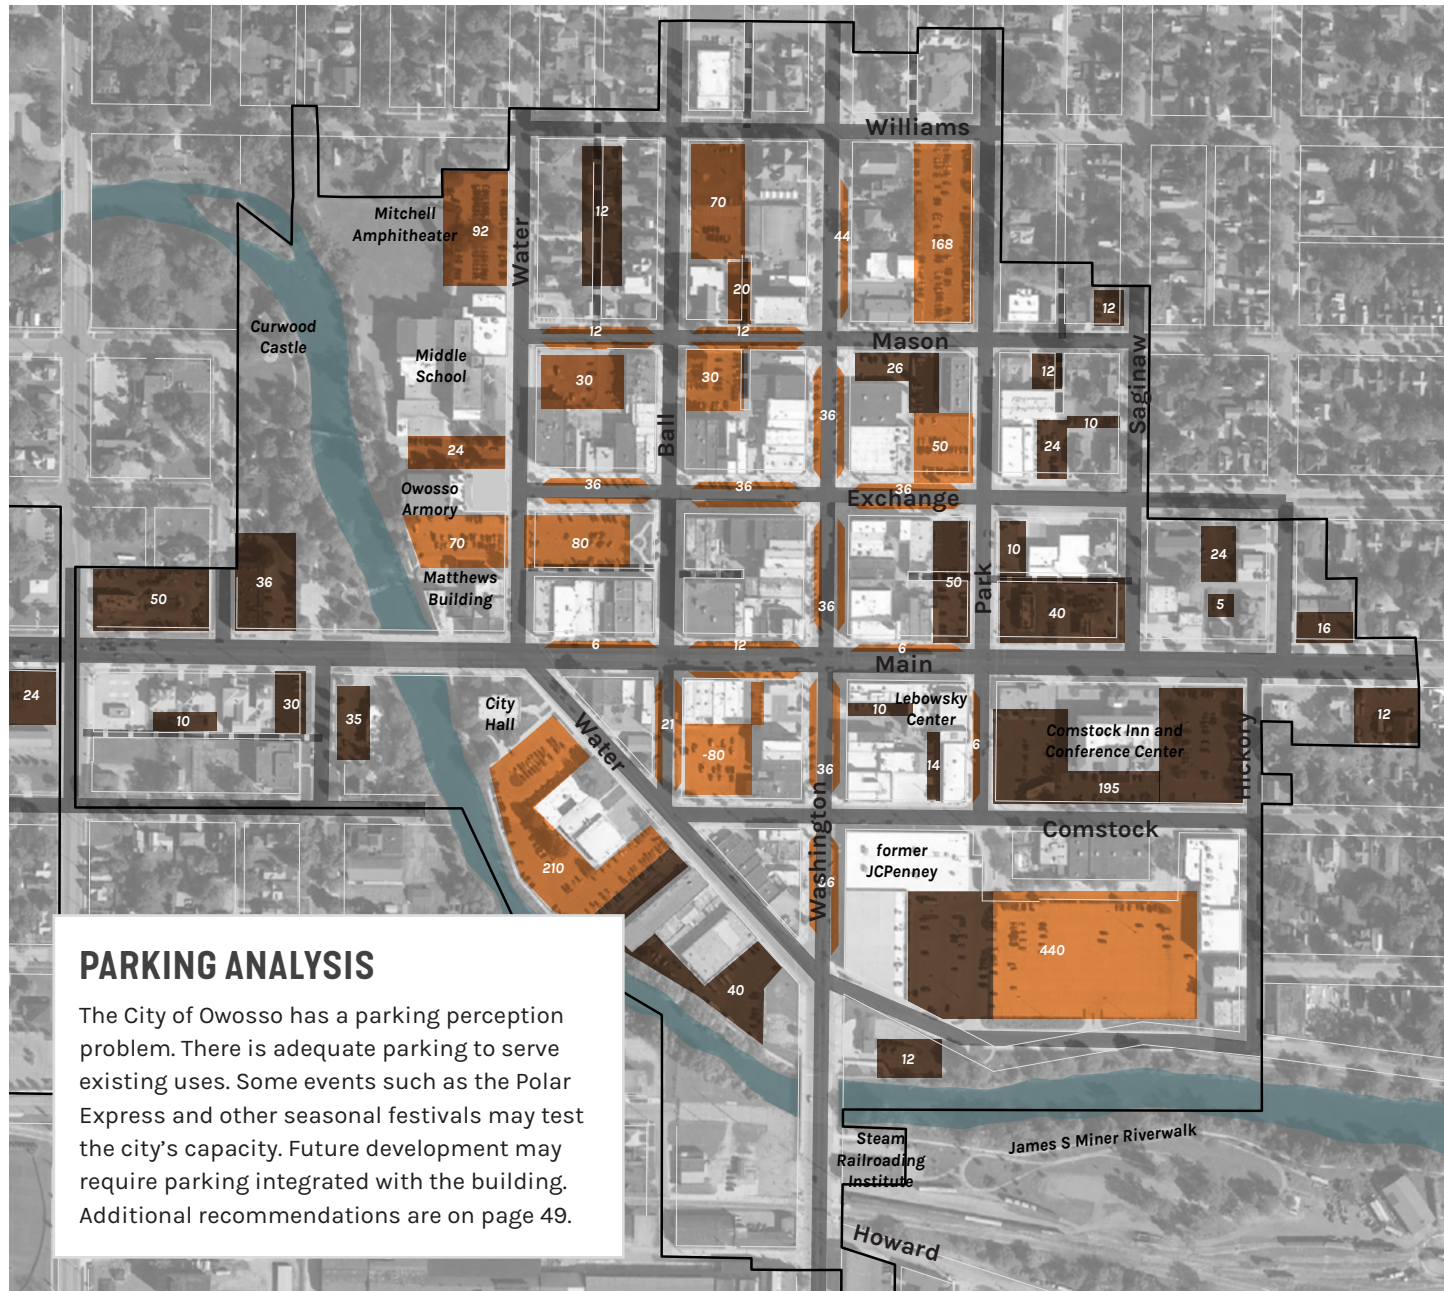 Williams
Mitchell
Amphitheater
92
Water
12
70
44
168
20
12
Curwood
Castle
12
12
Mason
Middle
School
30
30
26
12
Saginaw
36
10
Ball
24
50
24
Owosso
Armory
36
36
36
Exchange
70
80
10
24
50
36
Matthews
Building
50
36
Park
40
5
16
6
12
6
Main
24
10
30
35
City
Hall
Water
21
-80
36
10
Lebowsky
Center
14
6
Comstock Inn and
Conference Center
195
Hickory
12
Washington
Comstock
210
former
JCPenney
440
40
12
PARKING ANALYSIS
The City of Owosso has a parking perception
problem. There is adequate parking to serve
existing uses. Some events such as the Polar
Express and other seasonal festivals may test
the city’s capacity. Future development may
require parking integrated with the building.
Additional recommendations are on page 49.
Steam
Railroading
Institute
James S Miner Riverwalk
Howard